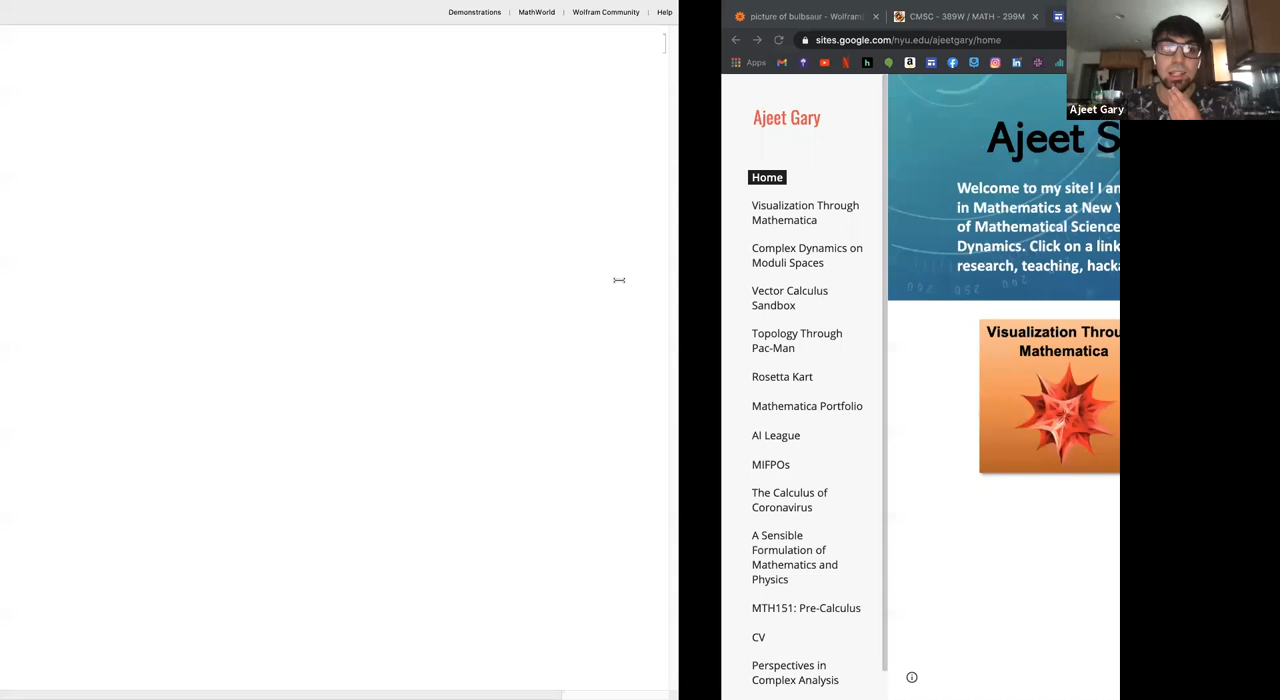 Demonstrations | MathWorld | Wolfram Community | Help
picture of bulbsaur - Wolfram
CMSC - 389W / MATH - 299M
sites.google.com/nyu.edu/ajeetgary/home
Apps
Ajeet Gary
Ajeet Gary
Home
Visualization Through
Mathematica
Complex Dynamics on
Moduli Spaces
Vector Calculus
Sandbox
Topology Through
Pac-Man
Rosetta Kart
Mathematica Portfolio
AI League
MIFPOs
The Calculus of
Coronavirus
A Sensible
Formulation of
Mathematics and
Physics
MTH151: Pre-Calculus
CV
Perspectives in
Complex Analysis
Ajeet S
Welcome to my site! I am
in Mathematics at New Y
of Mathematical Science
Dynamics. Click on a link
research, teaching, hacka
Visualization Throu
Mathematica